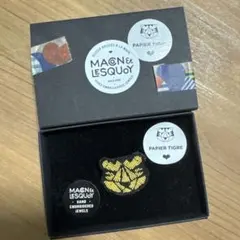 MACON &
LESQUOY
PAPIER TIGRE
MACON &
LESQUOY
HAND
EMBROIDERED
JEWELS
PAPIER TIGRE